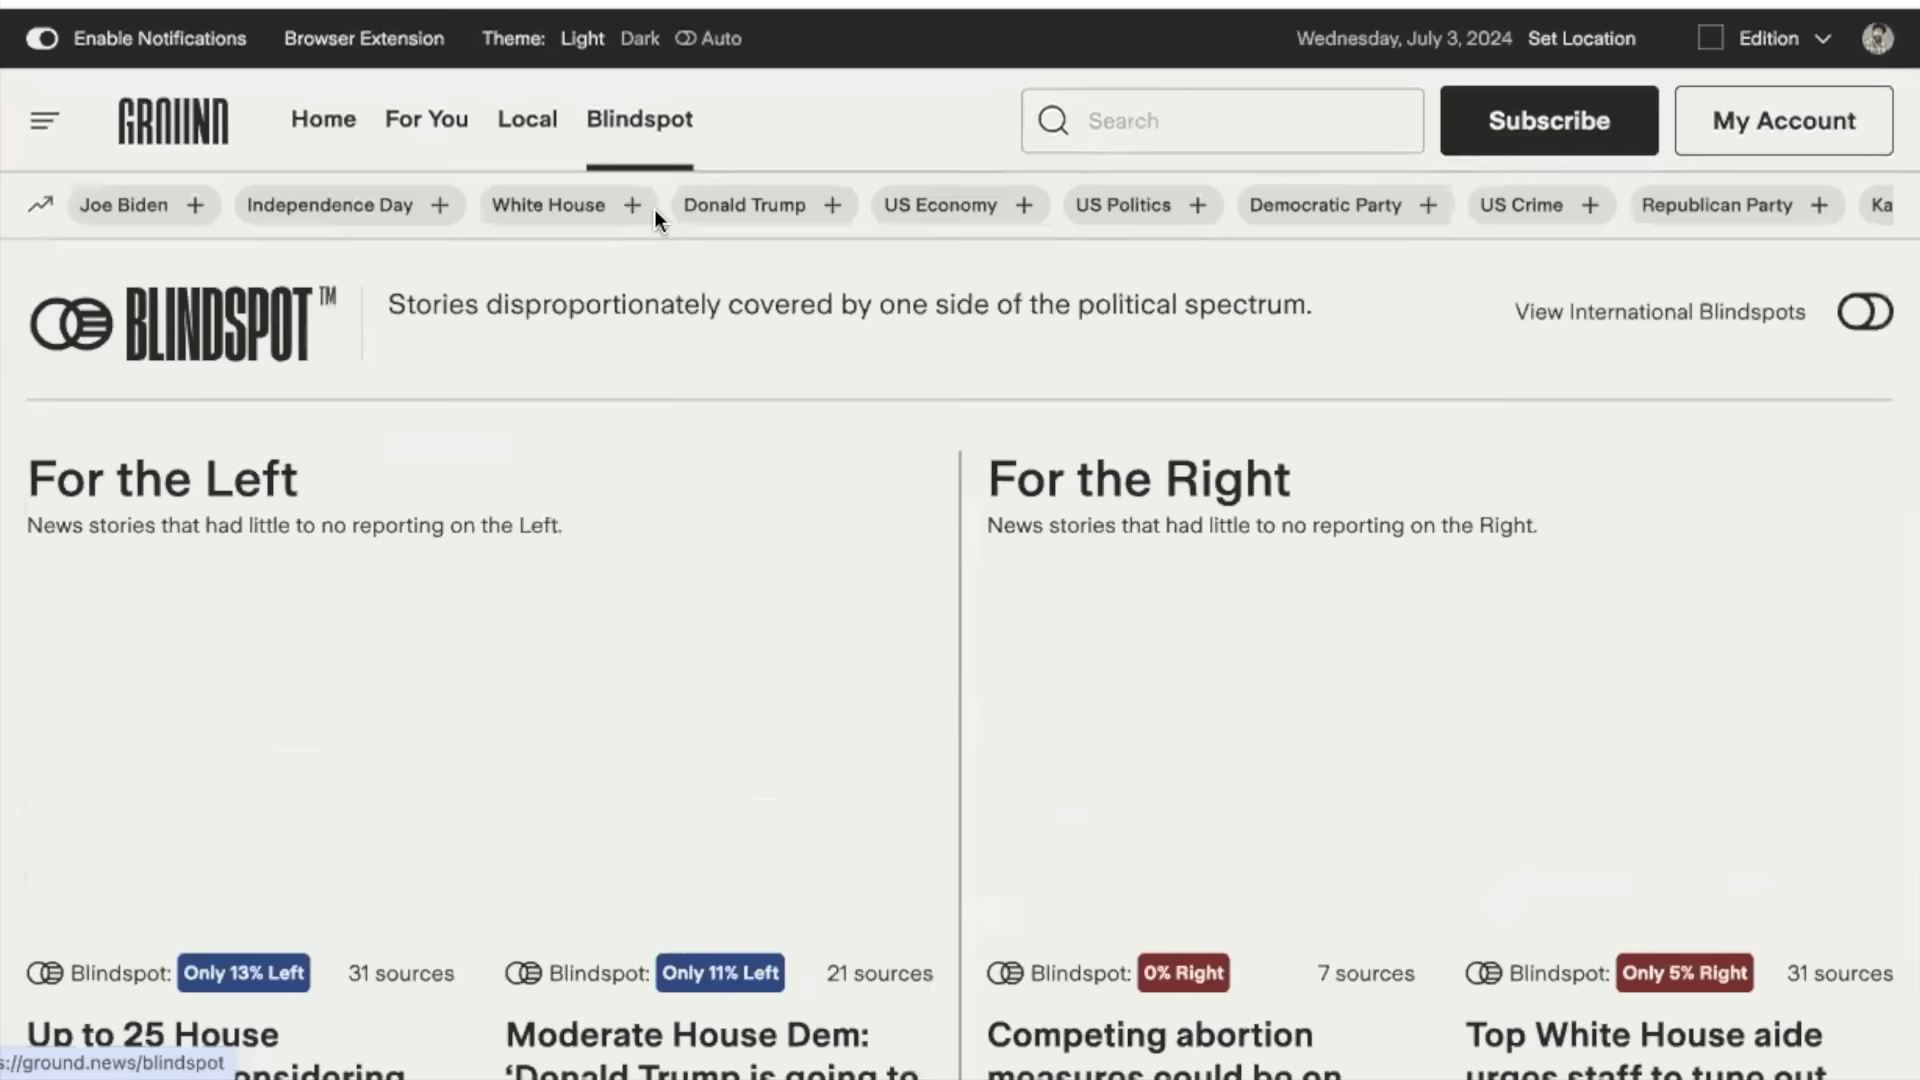 Enable Notifications Browser Extension Theme: Light Dark Auto Wednesday, July 3, 2024 Set Location Edition
GROUND Home For You Local Blindspot Search Subscribe My Account
Joe Biden + Independence Day + White House + Donald Trump + US Economy + US Politics + Democratic Party + US Crime + Republican Party + Ka
BLINDSPOT™ Stories disproportionately covered by one side of the political spectrum. View International Blindspots
For the Left
News stories that had little to no reporting on the Left.
For the Right
News stories that had little to no reporting on the Right.
Blindspot: Only 13% Left 31 sources
Up to 25 House
onsidering
Blindspot: Only 11% Left 21 sources
Moderate House Dem:
‘Donald Trump is going to
Blindspot: 0% Right 7 sources
Competing abortion
measures could be on
Blindspot: Only 5% Right 31 sources
Top White House aide
urges staff to tune out
s://ground.news/blindspot